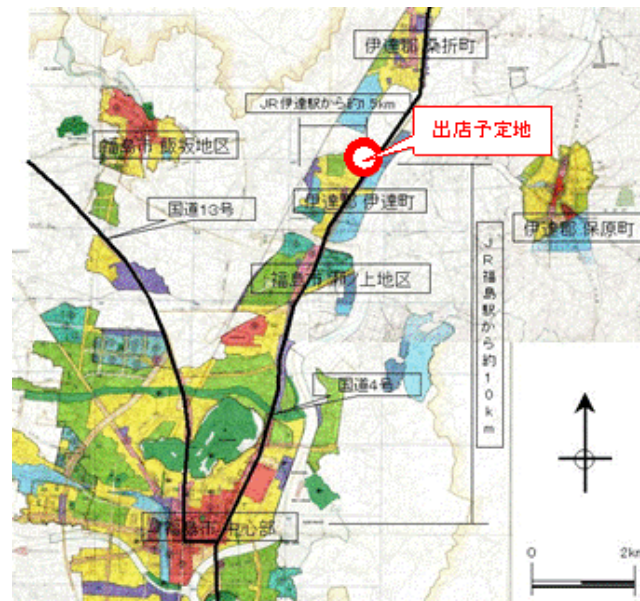 伊達郡 桑折町
JR伊達駅から約1.5km
出店予定地
福島市 飯坂地区
伊達郡 伊達町
国道13号
伊達郡 保原町
福島市 瀬ノ上地区
JR福島駅から約10km
国道4号
福島市 中心部
0 2km